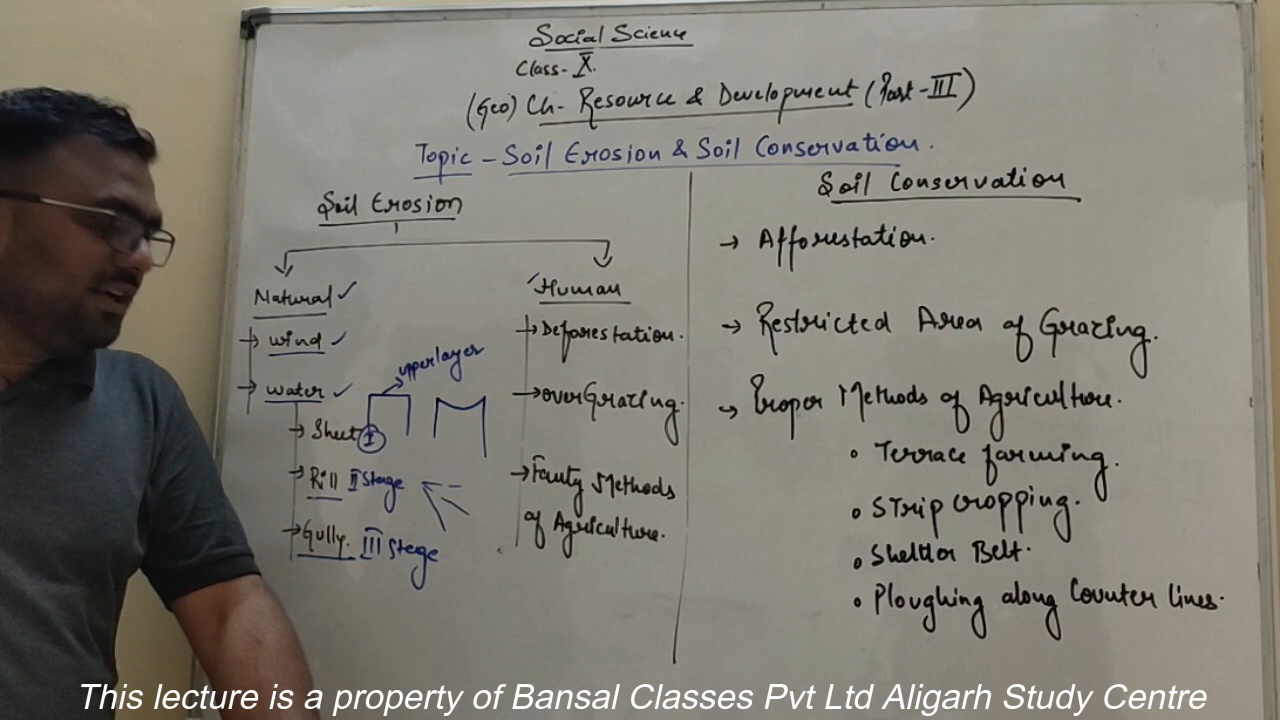 Social Science
Class- X.
(Geo) Ch- Resource & Development (Part-III)
Topic - Soil Erosion & Soil Conservation.
Soil Erosion
Natural ✓
→ wind ✓
→ water ✓
→ Sheet I
→ Rill II Stage
→ Gully. III Stage
upperlayer
✓Human
→ Deforestation.
→ overGrazing.
→ Fauty Methods
of Agriculture.
Soil Conservation
→ Afforestation.
→ Restricted Area of Grazing.
→ Proper Methods of Agriculture.
• Terrace farming.
• Strip cropping.
• Shelter Belt.
• Ploughing along Counter lines.
This lecture is a property of Bansal Classes Pvt Ltd Aligarh Study Centre